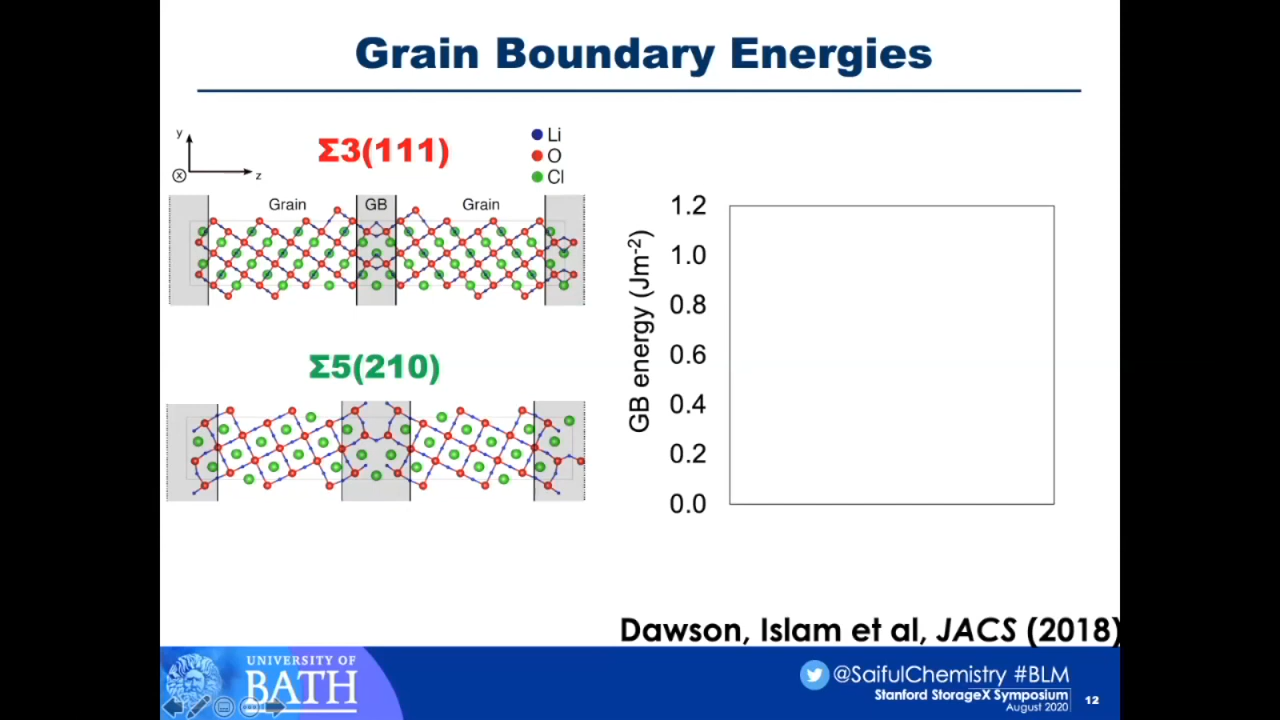 Grain Boundary Energies
y
x
z
Σ3(111)
Li
O
Cl
Grain
GB
Grain
Σ5(210)
GB energy (Jm-2)
1.2
1.0
0.8
0.6
0.4
0.2
0.0
Dawson, Islam et al, JACS (2018)
UNIVERSITY OF
BATH
@SaifulChemistry #BLM
Stanford StorageX Symposium
August 2020
12